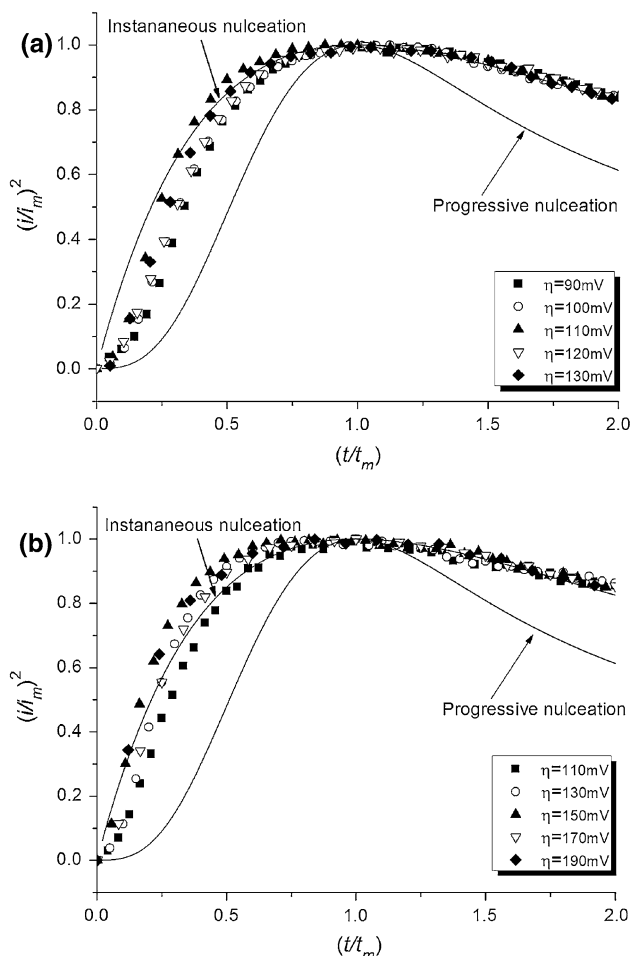 (a)
Instananeous nulceation
Progressive nulceation
(i/i_m)^2
1.0
0.8
0.6
0.4
0.2
0.0
0.0 0.5 1.0 1.5 2.0
(t/t_m)
η=90mV
η=100mV
η=110mV
η=120mV
η=130mV
(b)
Instananeous nulceation
Progressive nulceation
(i/i_m)^2
1.0
0.8
0.6
0.4
0.2
0.0
0.0 0.5 1.0 1.5 2.0
(t/t_m)
η=110mV
η=130mV
η=150mV
η=170mV
η=190mV